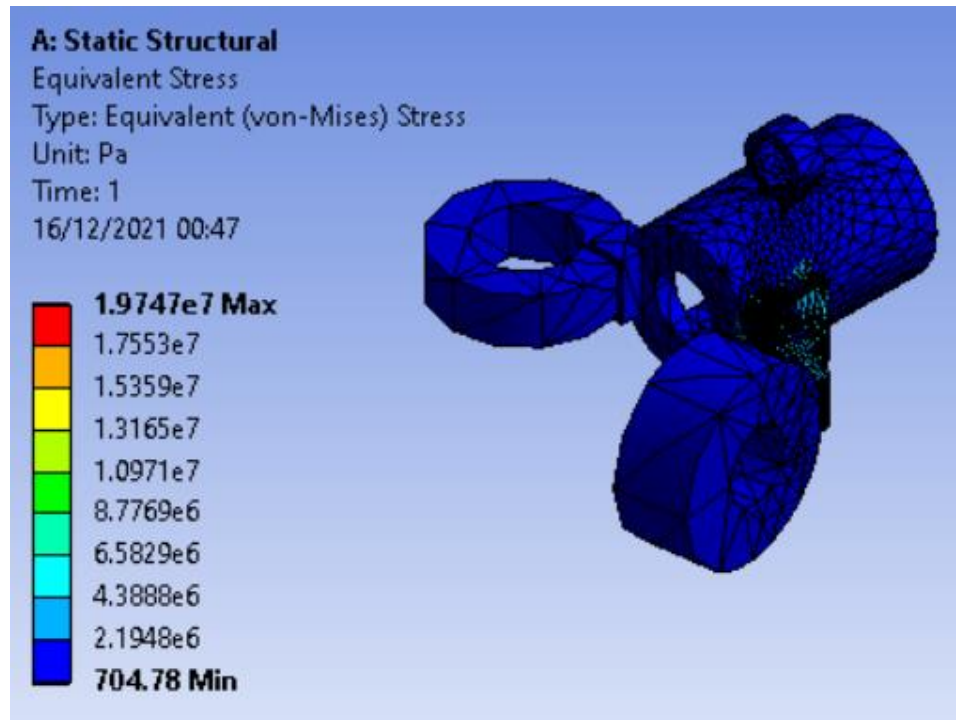 A: Static Structural
Equivalent Stress
Type: Equivalent (von-Mises) Stress
Unit: Pa
Time: 1
16/12/2021 00:47
1.9747e7 Max
1.7553e7
1.5359e7
1.3165e7
1.0971e7
8.7769e6
6.5829e6
4.3888e6
2.1948e6
704.78 Min